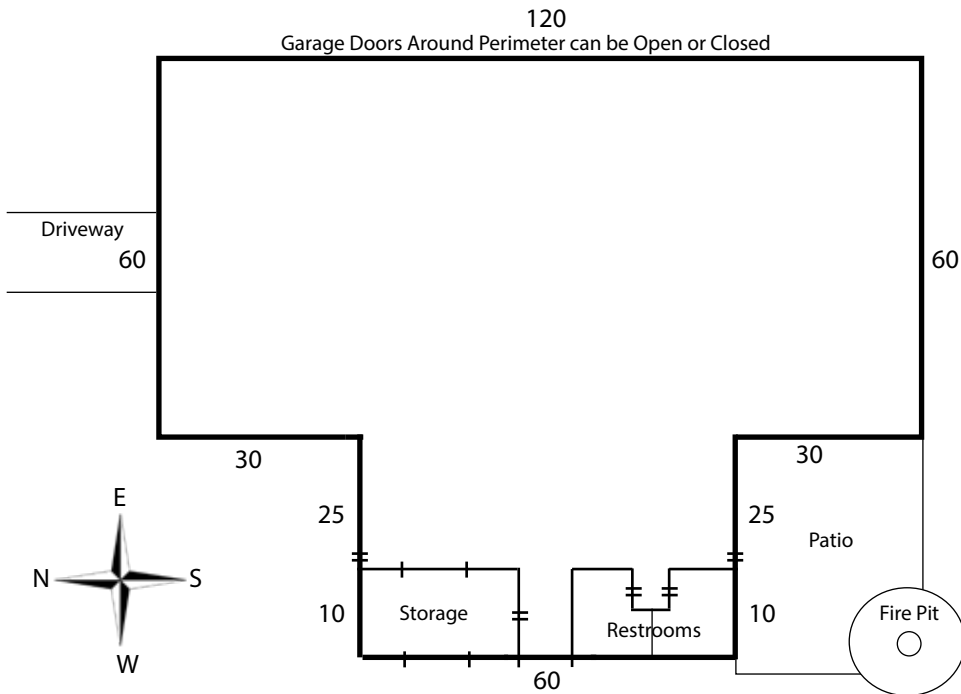 120
Garage Doors Around Perimeter can be Open or Closed
Driveway
60
60
30
30
E
25
25
Patio
N
S
10
Storage
Restrooms
10
Fire Pit
W
60